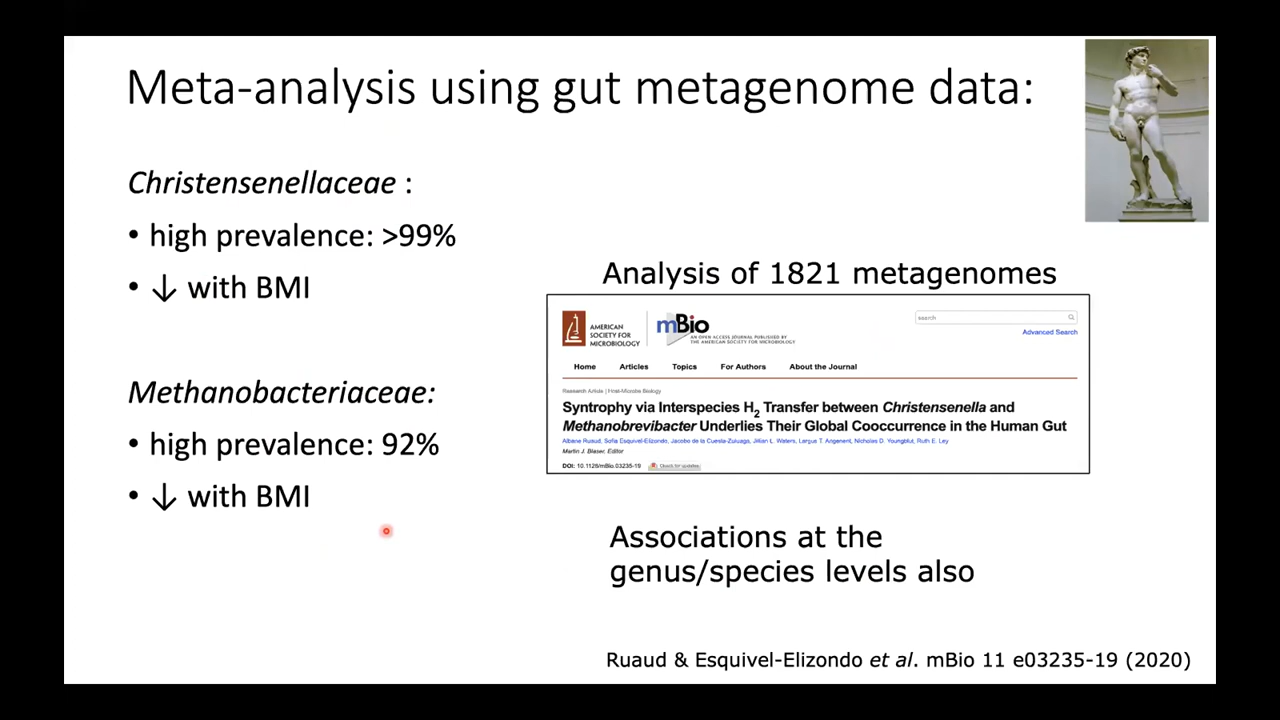 Meta-analysis using gut metagenome data:
Christensenellaceae :
• high prevalence: >99%
• ↓ with BMI
Methanobacteriaceae:
• high prevalence: 92%
• ↓ with BMI
Analysis of 1821 metagenomes
AMERICAN
SOCIETY FOR
MICROBIOLOGY
mBio
AN OPEN ACCESS JOURNAL PUBLISHED BY
THE AMERICAN SOCIETY FOR MICROBIOLOGY
search
Advanced Search
Home Articles Topics For Authors About the Journal
Research Article | Host-Microbe Biology
Syntrophy via Interspecies H2 Transfer between Christensenella and
Methanobrevibacter Underlies Their Global Cooccurrence in the Human Gut
Albane Ruaud, Sofia Esquivel-Elizondo, Jacobo de la Cuesta-Zuluaga, Jillian L. Waters, Largus T. Angenent, Nicholas D. Youngblut, Ruth E. Ley
Martin J. Blaser, Editor
DOI: 10.1128/mBio.03235-19 Check for updates
Associations at the
genus/species levels also
Ruaud & Esquivel-Elizondo et al. mBio 11 e03235-19 (2020)